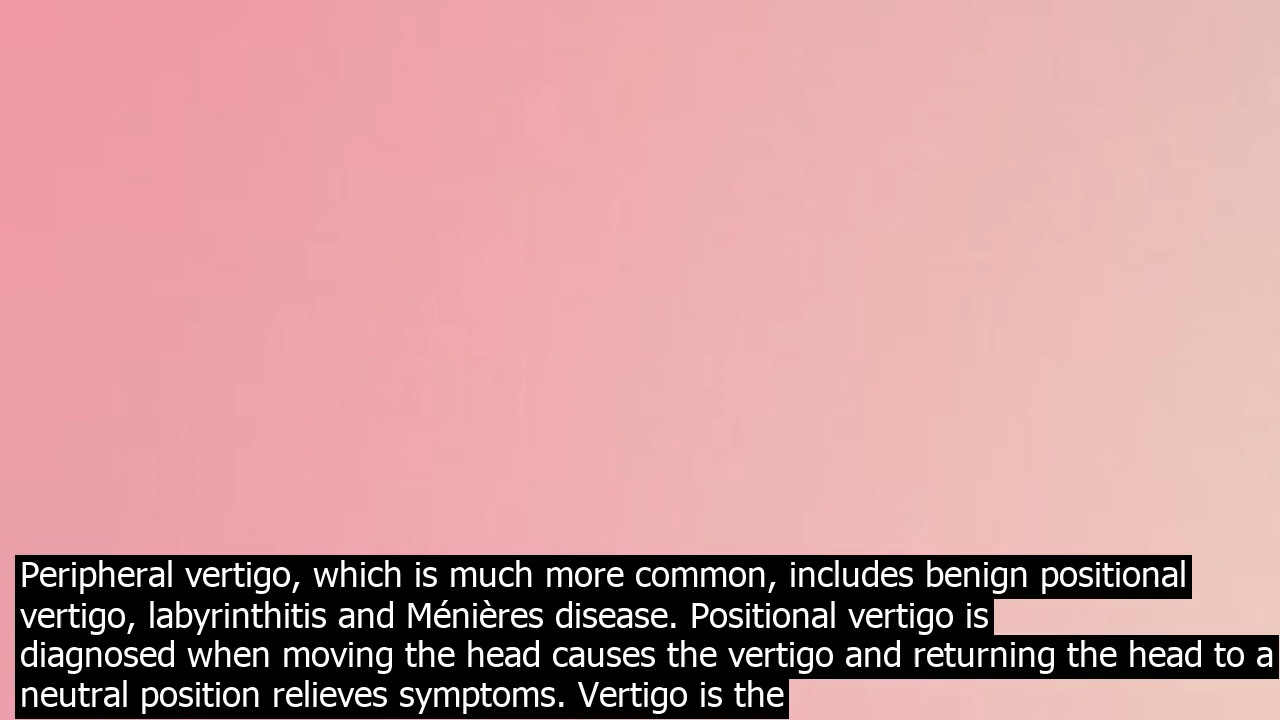 Peripheral vertigo, which is much more common, includes benign positional
vertigo, labyrinthitis and Ménières disease. Positional vertigo is
diagnosed when moving the head causes the vertigo and returning the head to a
neutral position relieves symptoms. Vertigo is the